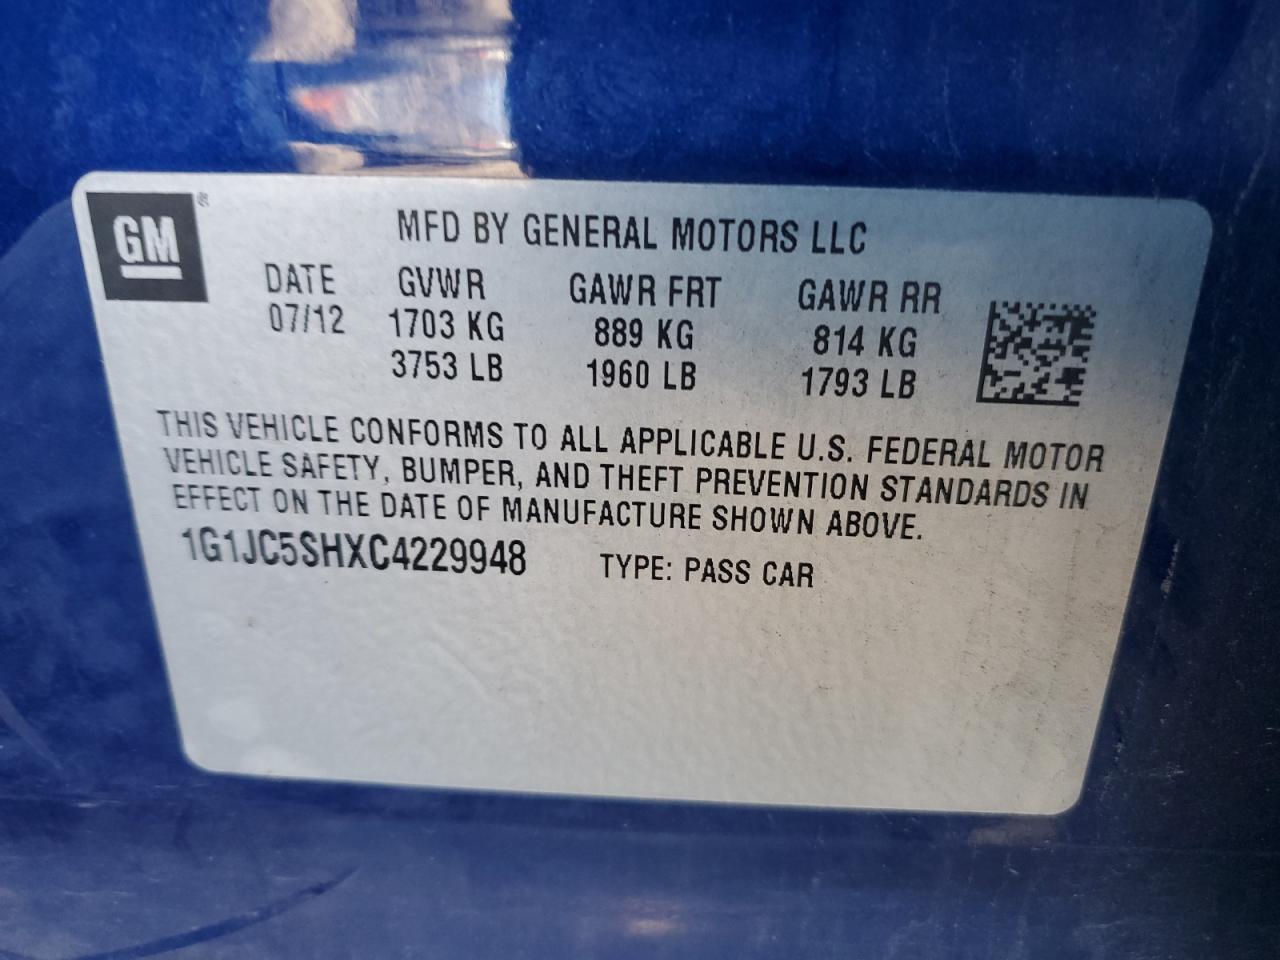 GM ®
MFD BY GENERAL MOTORS LLC
DATE GVWR GAWR FRT GAWR RR
07/12 1703 KG 889 KG 814 KG
3753 LB 1960 LB 1793 LB
THIS VEHICLE CONFORMS TO ALL APPLICABLE U.S. FEDERAL MOTOR
VEHICLE SAFETY, BUMPER, AND THEFT PREVENTION STANDARDS IN
EFFECT ON THE DATE OF MANUFACTURE SHOWN ABOVE.
1G1JC5SHXC4229948 TYPE: PASS CAR